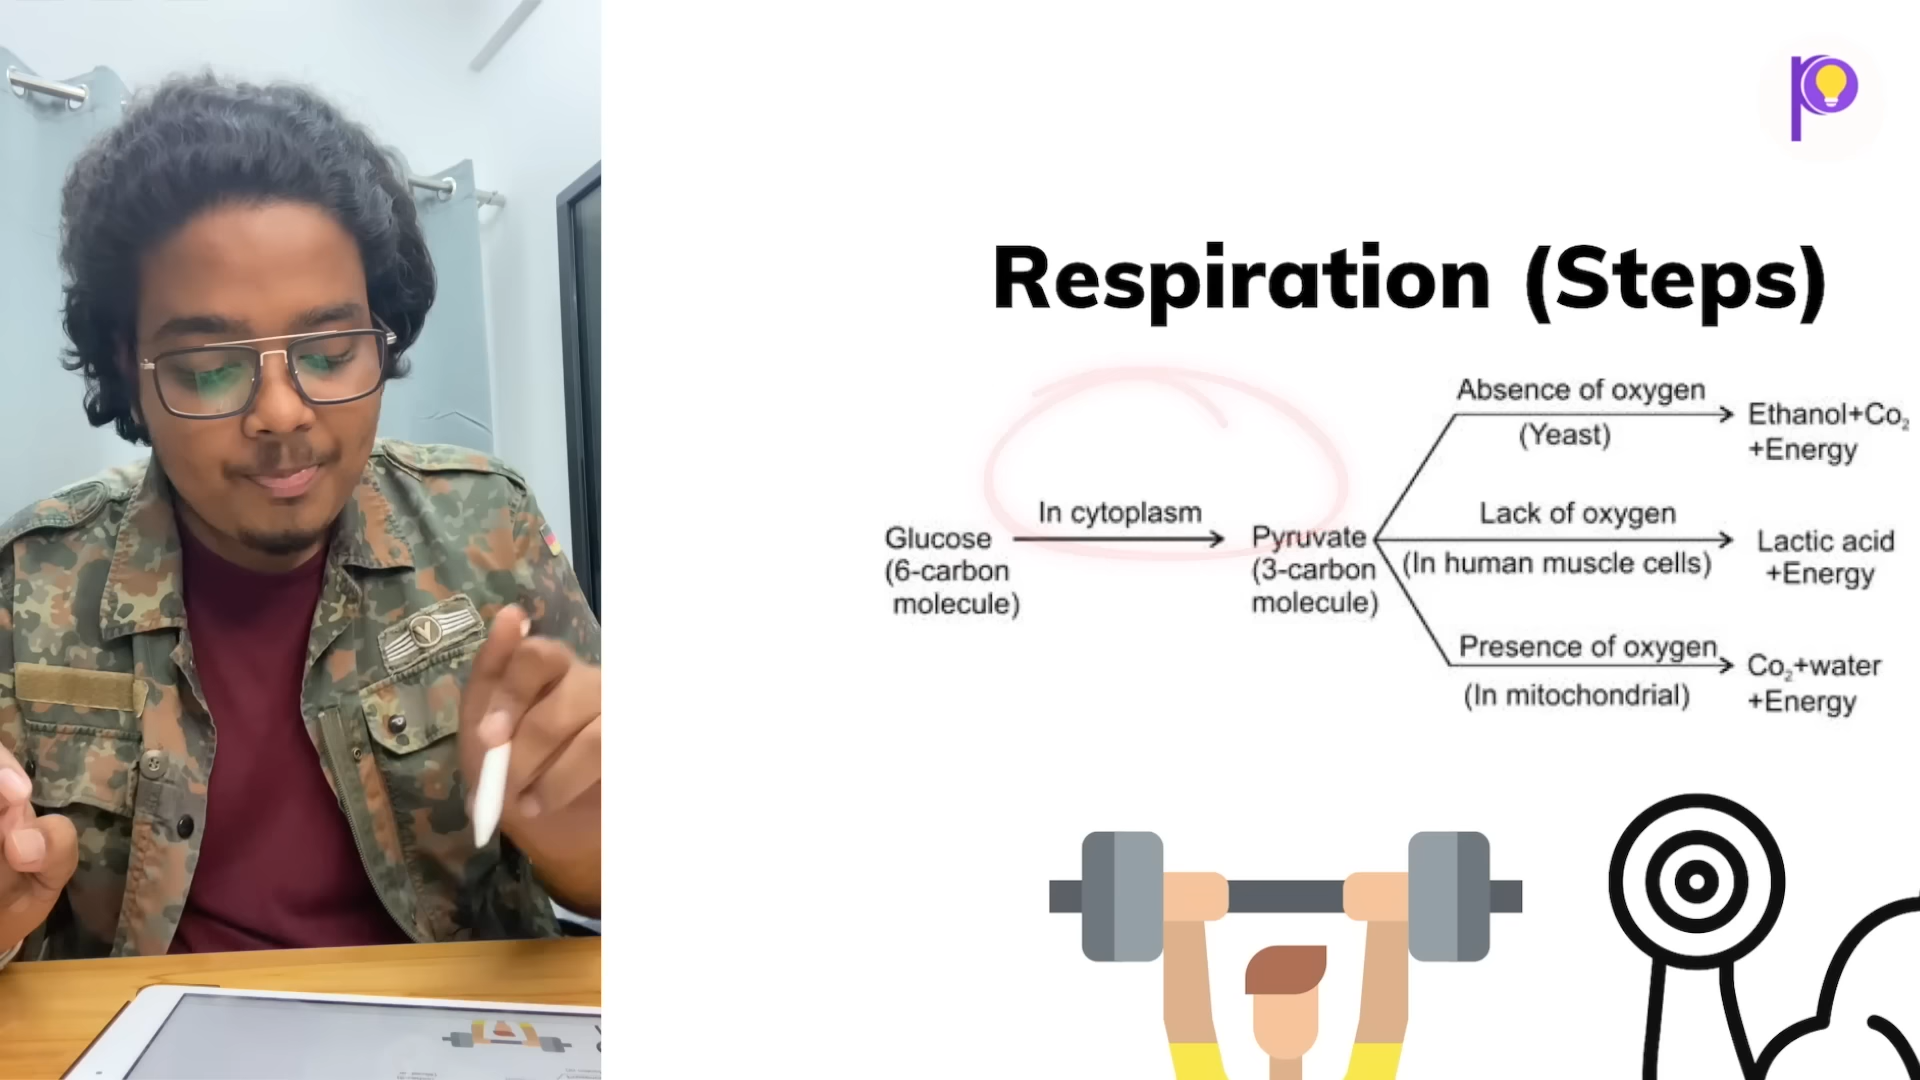 Respiration (Steps)
Absence of oxygen
(Yeast)
Ethanol+Co₂
+Energy
In cytoplasm
Glucose
(6-carbon
molecule)
Pyruvate
(3-carbon
molecule)
Lack of oxygen
(In human muscle cells)
Lactic acid
+Energy
Presence of oxygen
(In mitochondrial)
Co₂+water
+Energy